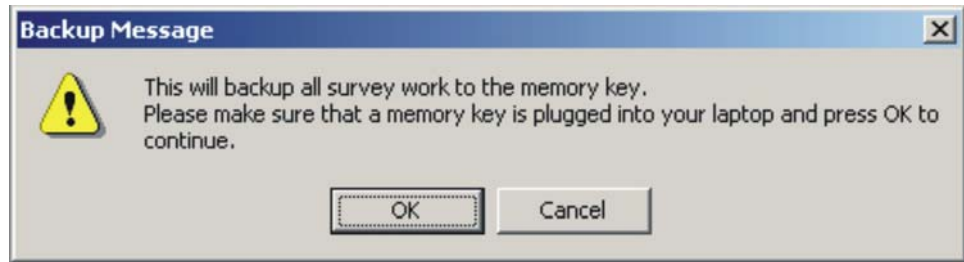 Backup Message
This will backup all survey work to the memory key.
Please make sure that a memory key is plugged into your laptop and press OK to
continue.
OK Cancel